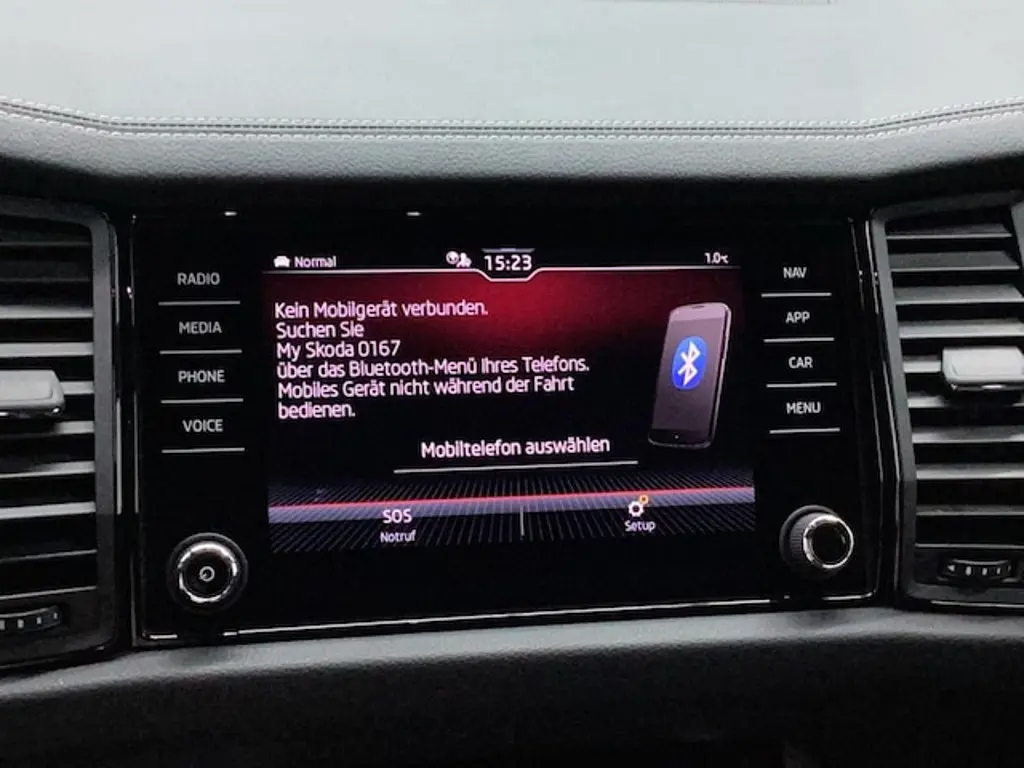 Normal
15:23
1.0°C
RADIO
MEDIA
PHONE
VOICE
Kein Mobilgerät verbunden.
Suchen Sie
My Skoda 0167
über das Bluetooth-Menü Ihres Telefons.
Mobiles Gerät nicht während der Fahrt
bedienen.
Mobiltelefon auswählen
SOS
Notruf
Setup
NAV
APP
CAR
MENU